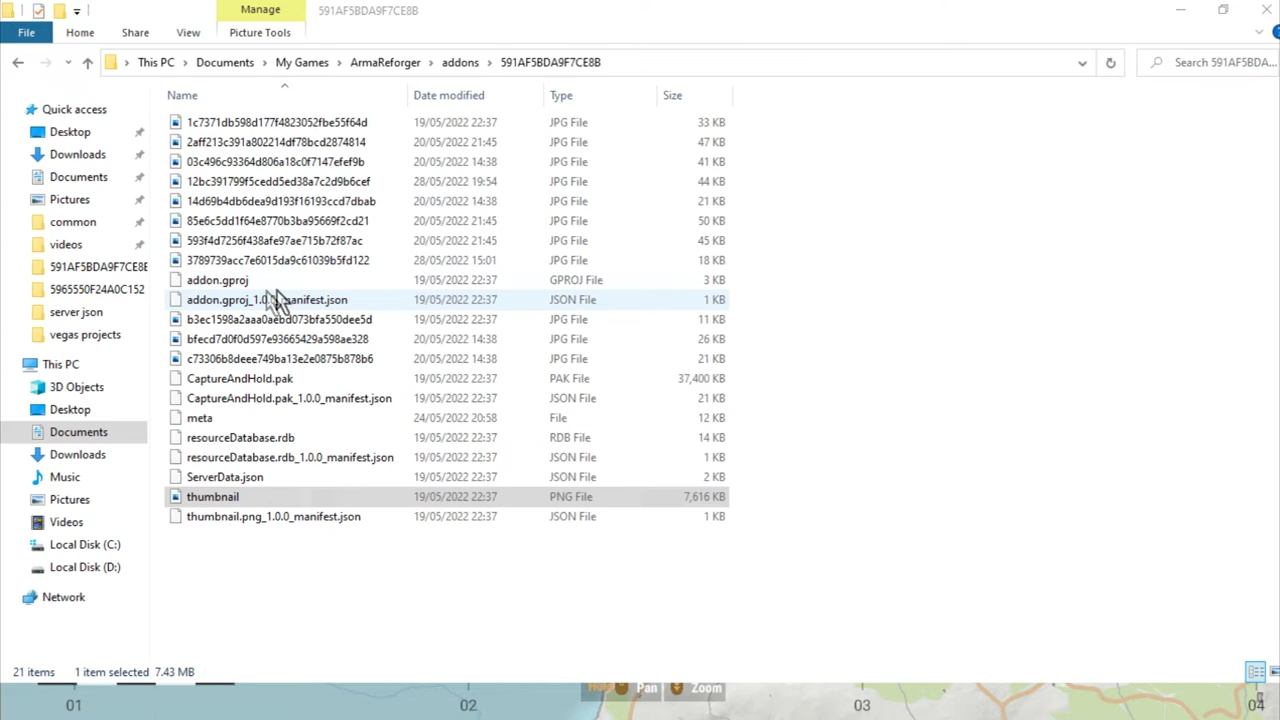 Manage 591AF5BDA9F7CE8B
File Home Share View Picture Tools
This PC Documents My Games ArmaReforger addons 591AF5BDA9F7CE8B Search 591AF5BDA...
Name Date modified Type Size
Quick access
Desktop
Downloads
Documents
Pictures
common
videos
591AF5BDA9F7CE8B
5965550F24A0C152
server json
vegas projects
This PC
3D Objects
Desktop
Documents
Downloads
Music
Pictures
Videos
Local Disk (C:)
Local Disk (D:)
Network
1c7371db598d177f4823052fbe55f64d 19/05/2022 22:37 JPG File 33 KB
2aff213c391a802214df78bcd2874814 20/05/2022 21:45 JPG File 47 KB
03c496c93364d806a18c0f7147efef9b 20/05/2022 14:38 JPG File 41 KB
12bc391799f5cedd5ed38a7c2d9b6cef 28/05/2022 19:54 JPG File 44 KB
14d69b4db6dea9d193f16193ccd7dbab 20/05/2022 14:38 JPG File 21 KB
85e6c5dd1f64e8770b3ba95669f2cd21 20/05/2022 21:45 JPG File 50 KB
593f4d7256f438afe97ae715b72f87ac 20/05/2022 21:45 JPG File 45 KB
3789739acc7e6015da9c61039b5fd122 28/05/2022 15:01 JPG File 18 KB
addon.gproj 19/05/2022 22:37 GPROJ File 3 KB
addon.gproj_1.0.0_manifest.json 19/05/2022 22:37 JSON File 1 KB
b3ec1598a2aaa0aebd073bfa550dee5d 19/05/2022 22:37 JPG File 11 KB
bfecd7d0f0d597e93665429a598ae328 20/05/2022 14:38 JPG File 26 KB
c73306b8deee749ba13e2e0875b878b6 20/05/2022 14:38 JPG File 21 KB
CaptureAndHold.pak 19/05/2022 22:37 PAK File 37,400 KB
CaptureAndHold.pak_1.0.0_manifest.json 19/05/2022 22:37 JSON File 21 KB
meta 24/05/2022 20:58 File 12 KB
resourceDatabase.rdb 19/05/2022 22:37 RDB File 14 KB
resourceDatabase.rdb_1.0.0_manifest.json 19/05/2022 22:37 JSON File 1 KB
ServerData.json 19/05/2022 22:37 JSON File 2 KB
thumbnail 19/05/2022 22:37 PNG File 7,616 KB
thumbnail.png_1.0.0_manifest.json 19/05/2022 22:37 JSON File 1 KB
21 items 1 item selected 7.43 MB
Pan Zoom
01 02 03 04